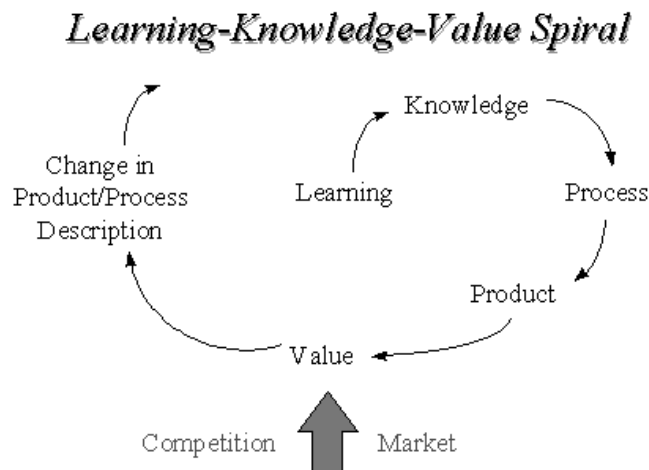 Learning-Knowledge-Value Spiral
Knowledge
Change in
Product/Process
Description
Learning
Process
Product
Value
Competition
Market